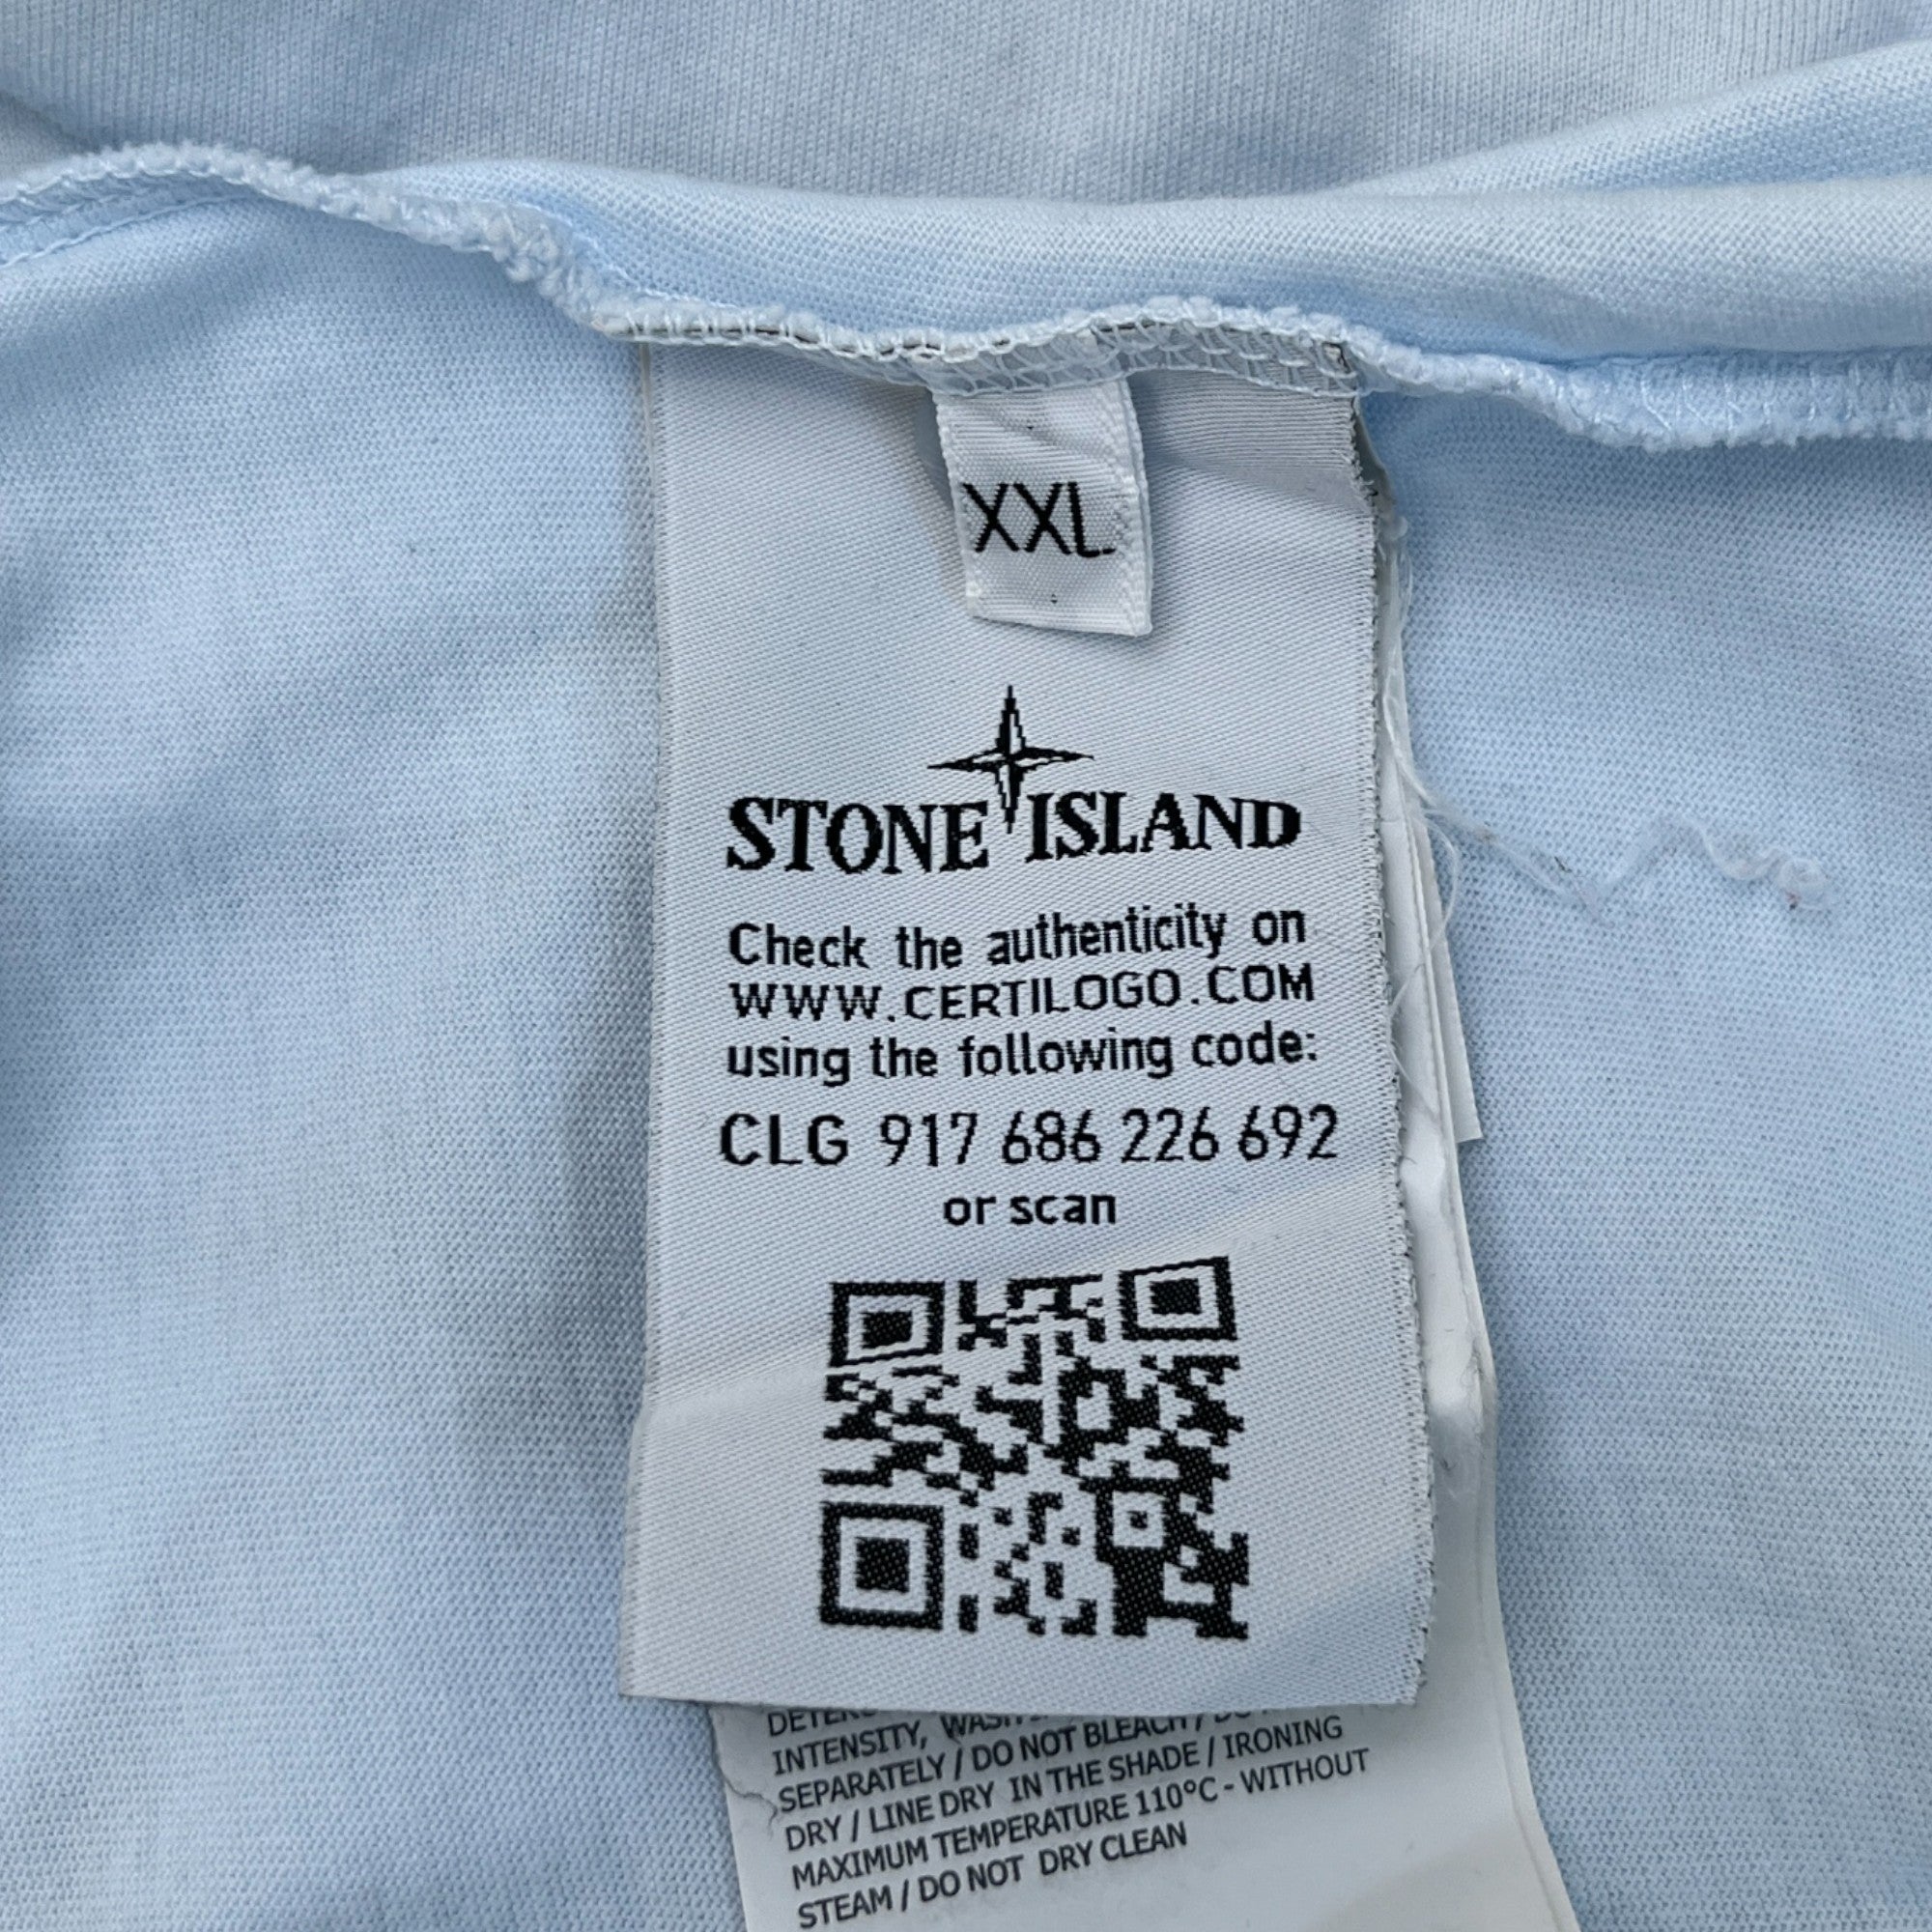 XXL
STONE ISLAND
Check the authenticity on
WWW.CERTILOGO.COM
using the following code:
CLG 917 686 226 692
or scan
INTENSITY,
SEPARATELY / DO NOT BLEACH /
DRY / LINE DRY IN THE SHADE / IRONING
MAXIMUM TEMPERATURE 110°C - WITHOUT
STEAM / DO NOT DRY CLEAN